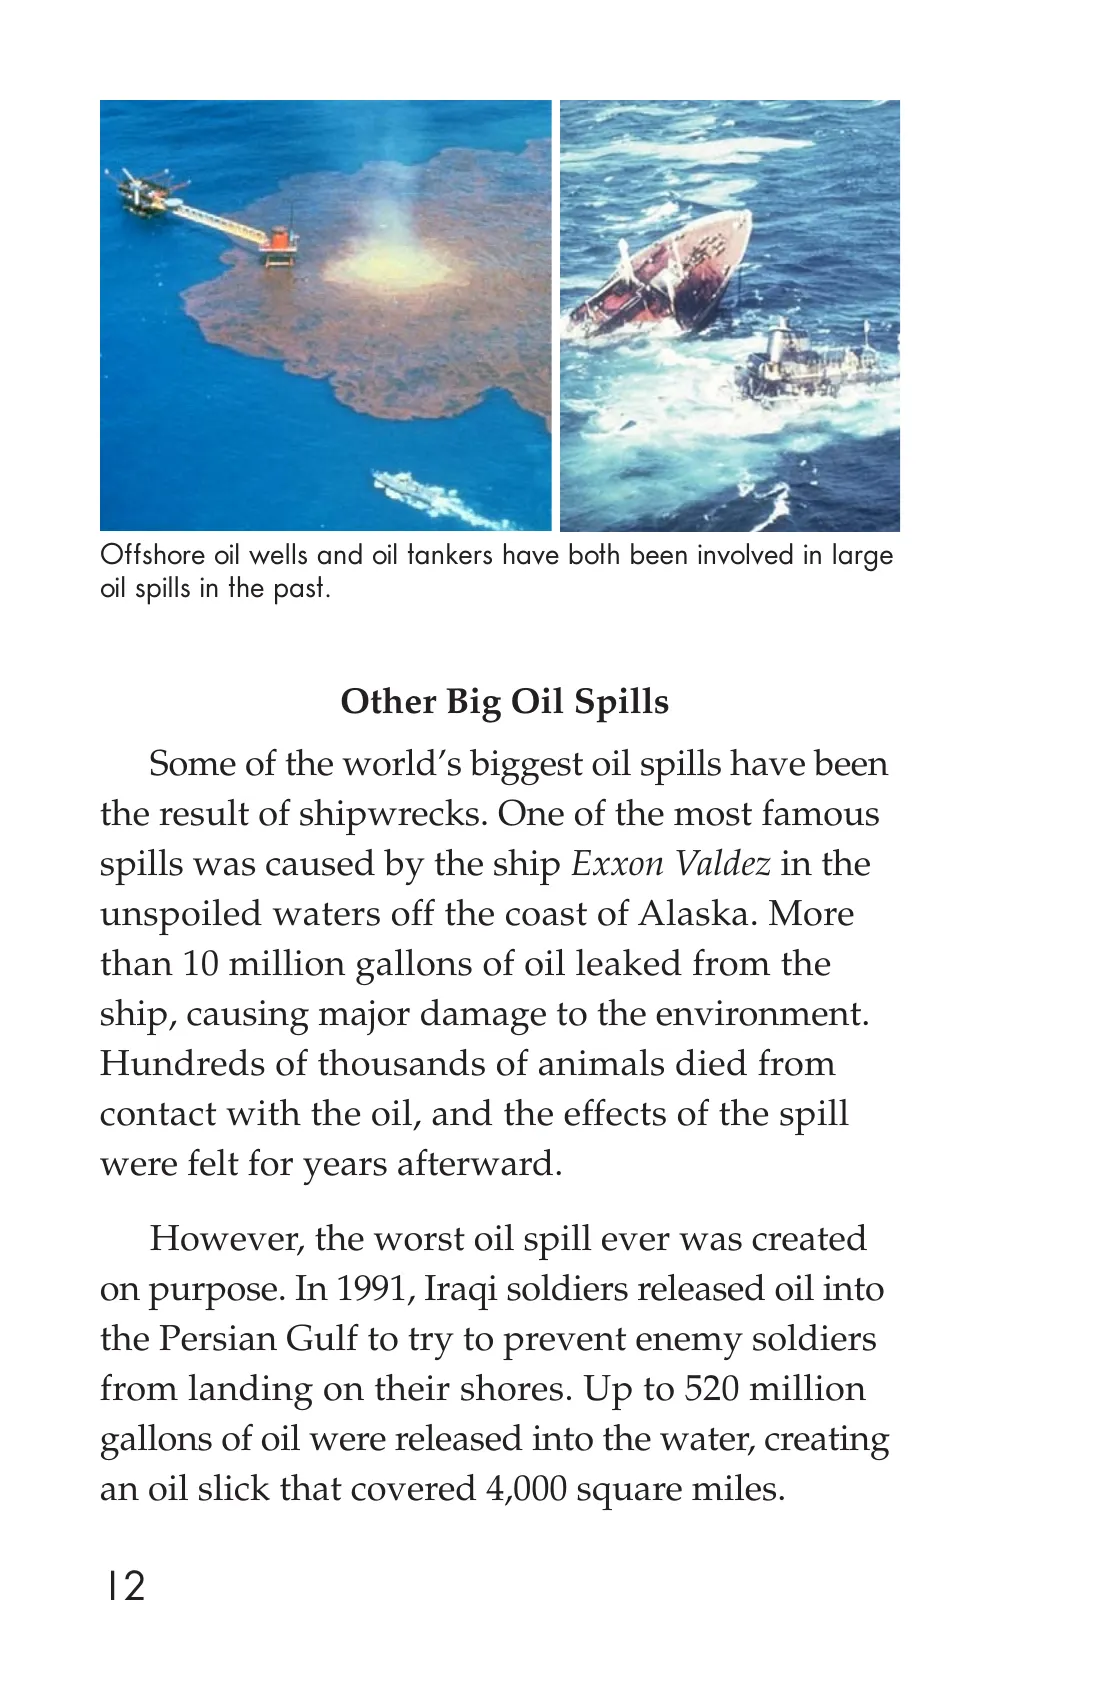 Offshore oil wells and oil tankers have both been involved in large
oil spills in the past.
Other Big Oil Spills
Some of the world’s biggest oil spills have been
the result of shipwrecks. One of the most famous
spills was caused by the ship Exxon Valdez in the
unspoiled waters off the coast of Alaska. More
than 10 million gallons of oil leaked from the
ship, causing major damage to the environment.
Hundreds of thousands of animals died from
contact with the oil, and the effects of the spill
were felt for years afterward.
However, the worst oil spill ever was created
on purpose. In 1991, Iraqi soldiers released oil into
the Persian Gulf to try to prevent enemy soldiers
from landing on their shores. Up to 520 million
gallons of oil were released into the water, creating
an oil slick that covered 4,000 square miles.
12